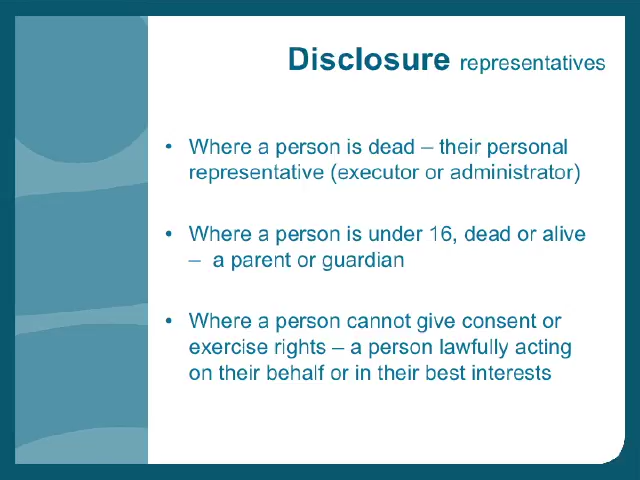 Disclosure representatives
• Where a person is dead – their personal
representative (executor or administrator)
• Where a person is under 16, dead or alive
– a parent or guardian
• Where a person cannot give consent or
exercise rights – a person lawfully acting
on their behalf or in their best interests